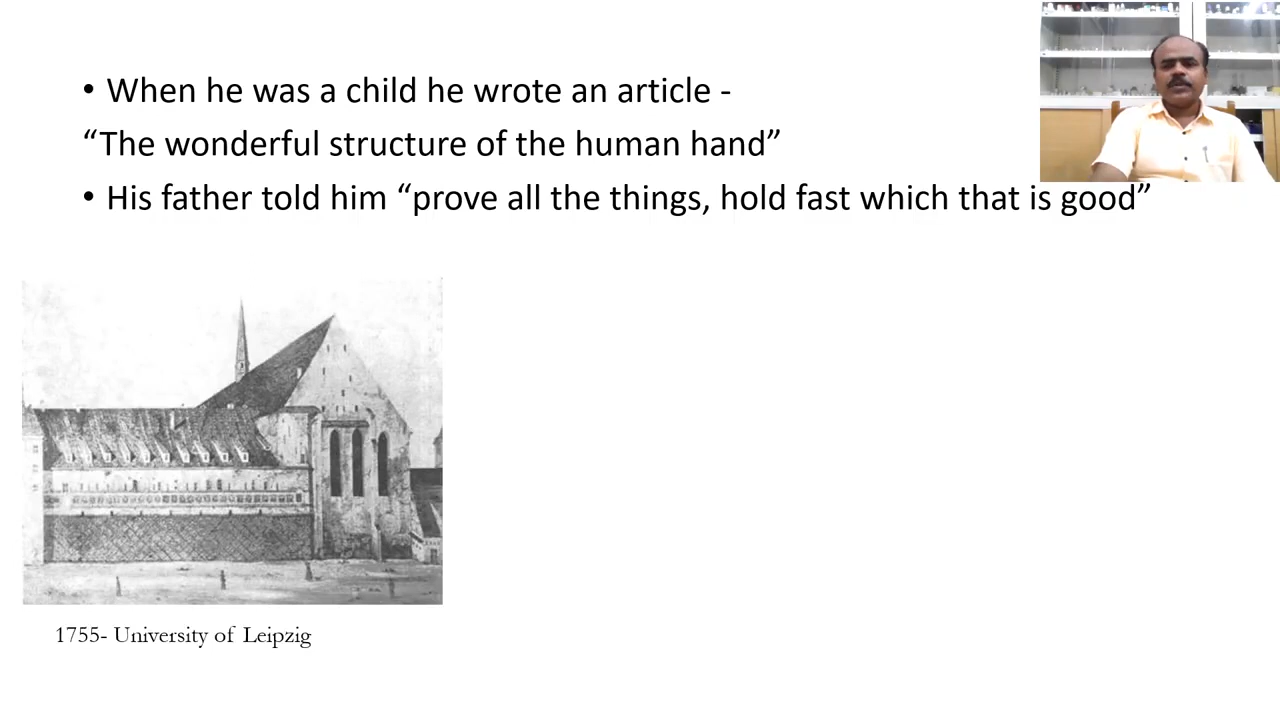 • When he was a child he wrote an article -
“The wonderful structure of the human hand”
• His father told him “prove all the things, hold fast which that is good”
1755- University of Leipzig